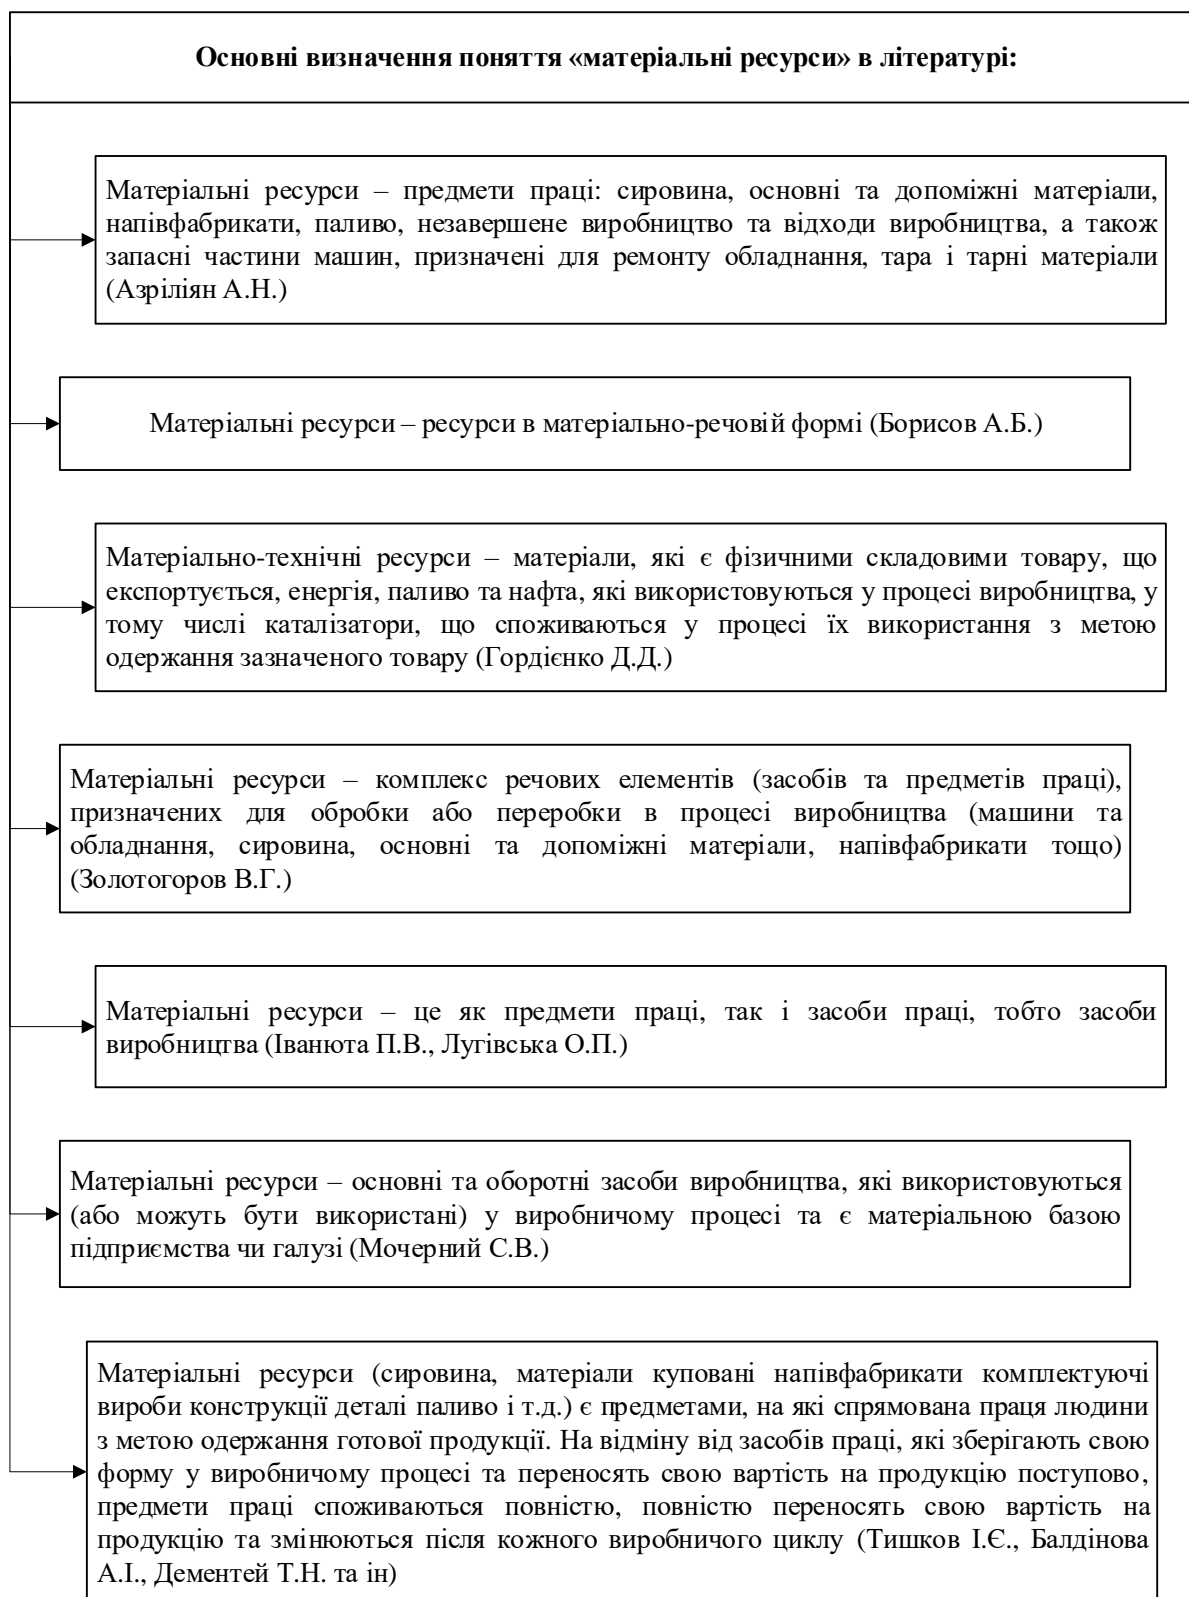 Основні визначення поняття «матеріальні ресурси» в літературі:
Матеріальні ресурси – предмети праці: сировина, основні та допоміжні матеріали,
напівфабрикати, паливо, незавершене виробництво та відходи виробництва, а також
запасні частини машин, призначені для ремонту обладнання, тара і тарні матеріали
(Азріліян А.Н.)
Матеріальні ресурси – ресурси в матеріально-речовій формі (Борисов А.Б.)
Матеріально-технічні ресурси – матеріали, які є фізичними складовими товару, що
експортується, енергія, паливо та нафта, які використовуються у процесі виробництва, у
тому числі каталізатори, що споживаються у процесі їх використання з метою
одержання зазначеного товару (Гордієнко Д.Д.)
Матеріальні ресурси – комплекс речових елементів (засобів та предметів праці),
призначених для обробки або переробки в процесі виробництва (машини та
обладнання, сировина, основні та допоміжні матеріали, напівфабрикати тощо)
(Золотогоров В.Г.)
Матеріальні ресурси – це як предмети праці, так і засоби праці, тобто засоби
виробництва (Іванюта П.В., Лугівська О.П.)
Матеріальні ресурси – основні та оборотні засоби виробництва, які використовуються
(або можуть бути використані) у виробничому процесі та є матеріальною базою
підприємства чи галузі (Мочерний С.В.)
Матеріальні ресурси (сировина, матеріали куповані напівфабрикати комплектуючі
вироби конструкції деталі паливо і т.д.) є предметами, на які спрямована праця людини
з метою одержання готової продукції. На відміну від засобів праці, які зберігають свою
форму у виробничому процесі та переносять свою вартість на продукцію поступово,
предмети праці споживаються повністю, повністю переносять свою вартість на
продукцію та змінюються після кожного виробничого циклу (Тишков І.Є., Балдінова
А.І., Дементей Т.Н. та ін)